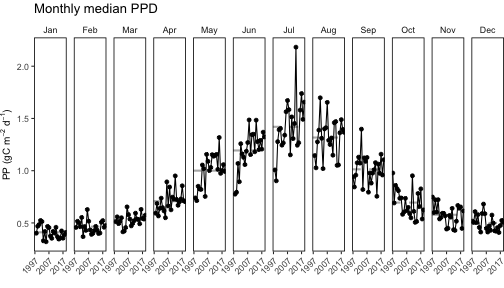 Monthly median PPD
Jan Feb Mar Apr May Jun Jul Aug Sep Oct Nov Dec
PP (gC m⁻² d⁻¹)
2.0
1.5
1.0
0.5
1997 2007 2017 1997 2007 2017 1997 2007 2017 1997 2007 2017 1997 2007 2017 1997 2007 2017 1997 2007 2017 1997 2007 2017 1997 2007 2017 1997 2007 2017 1997 2007 2017 1997 2007 2017